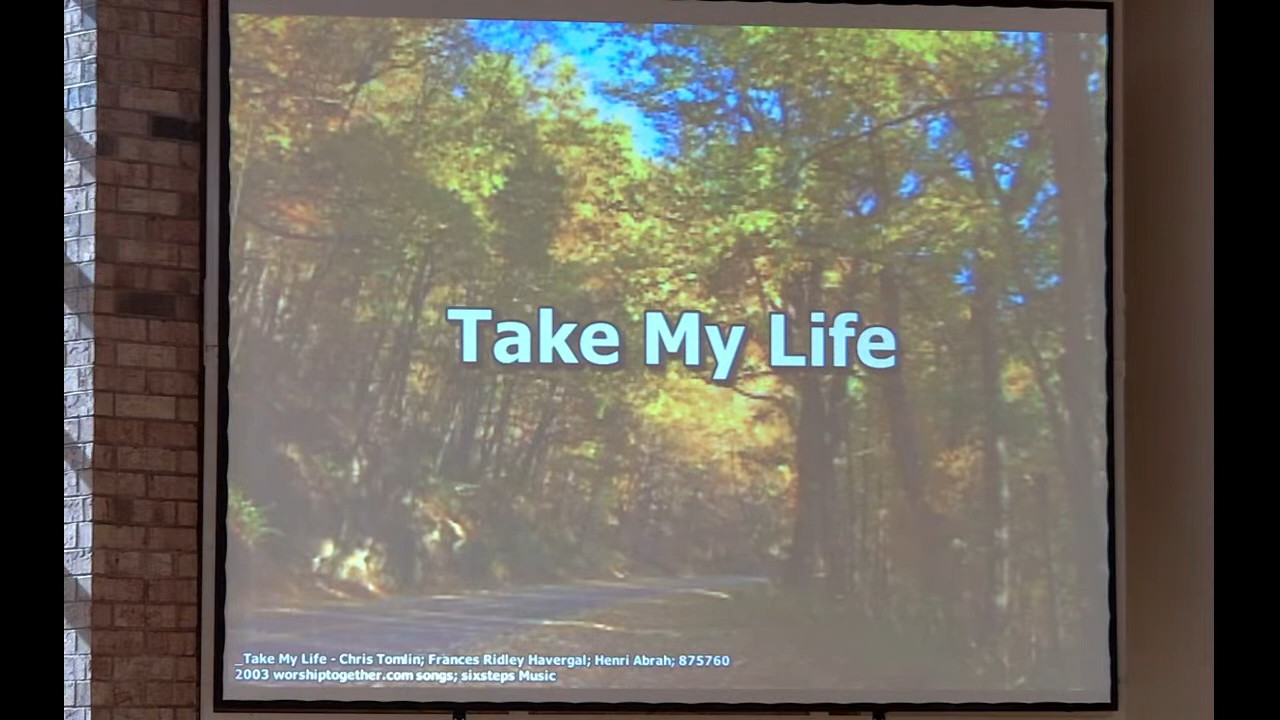 Take My Life
_Take My Life - Chris Tomlin; Frances Ridley Havergal; Henri Abrah; 875760
2003 worshiptogether.com songs; sixsteps Music